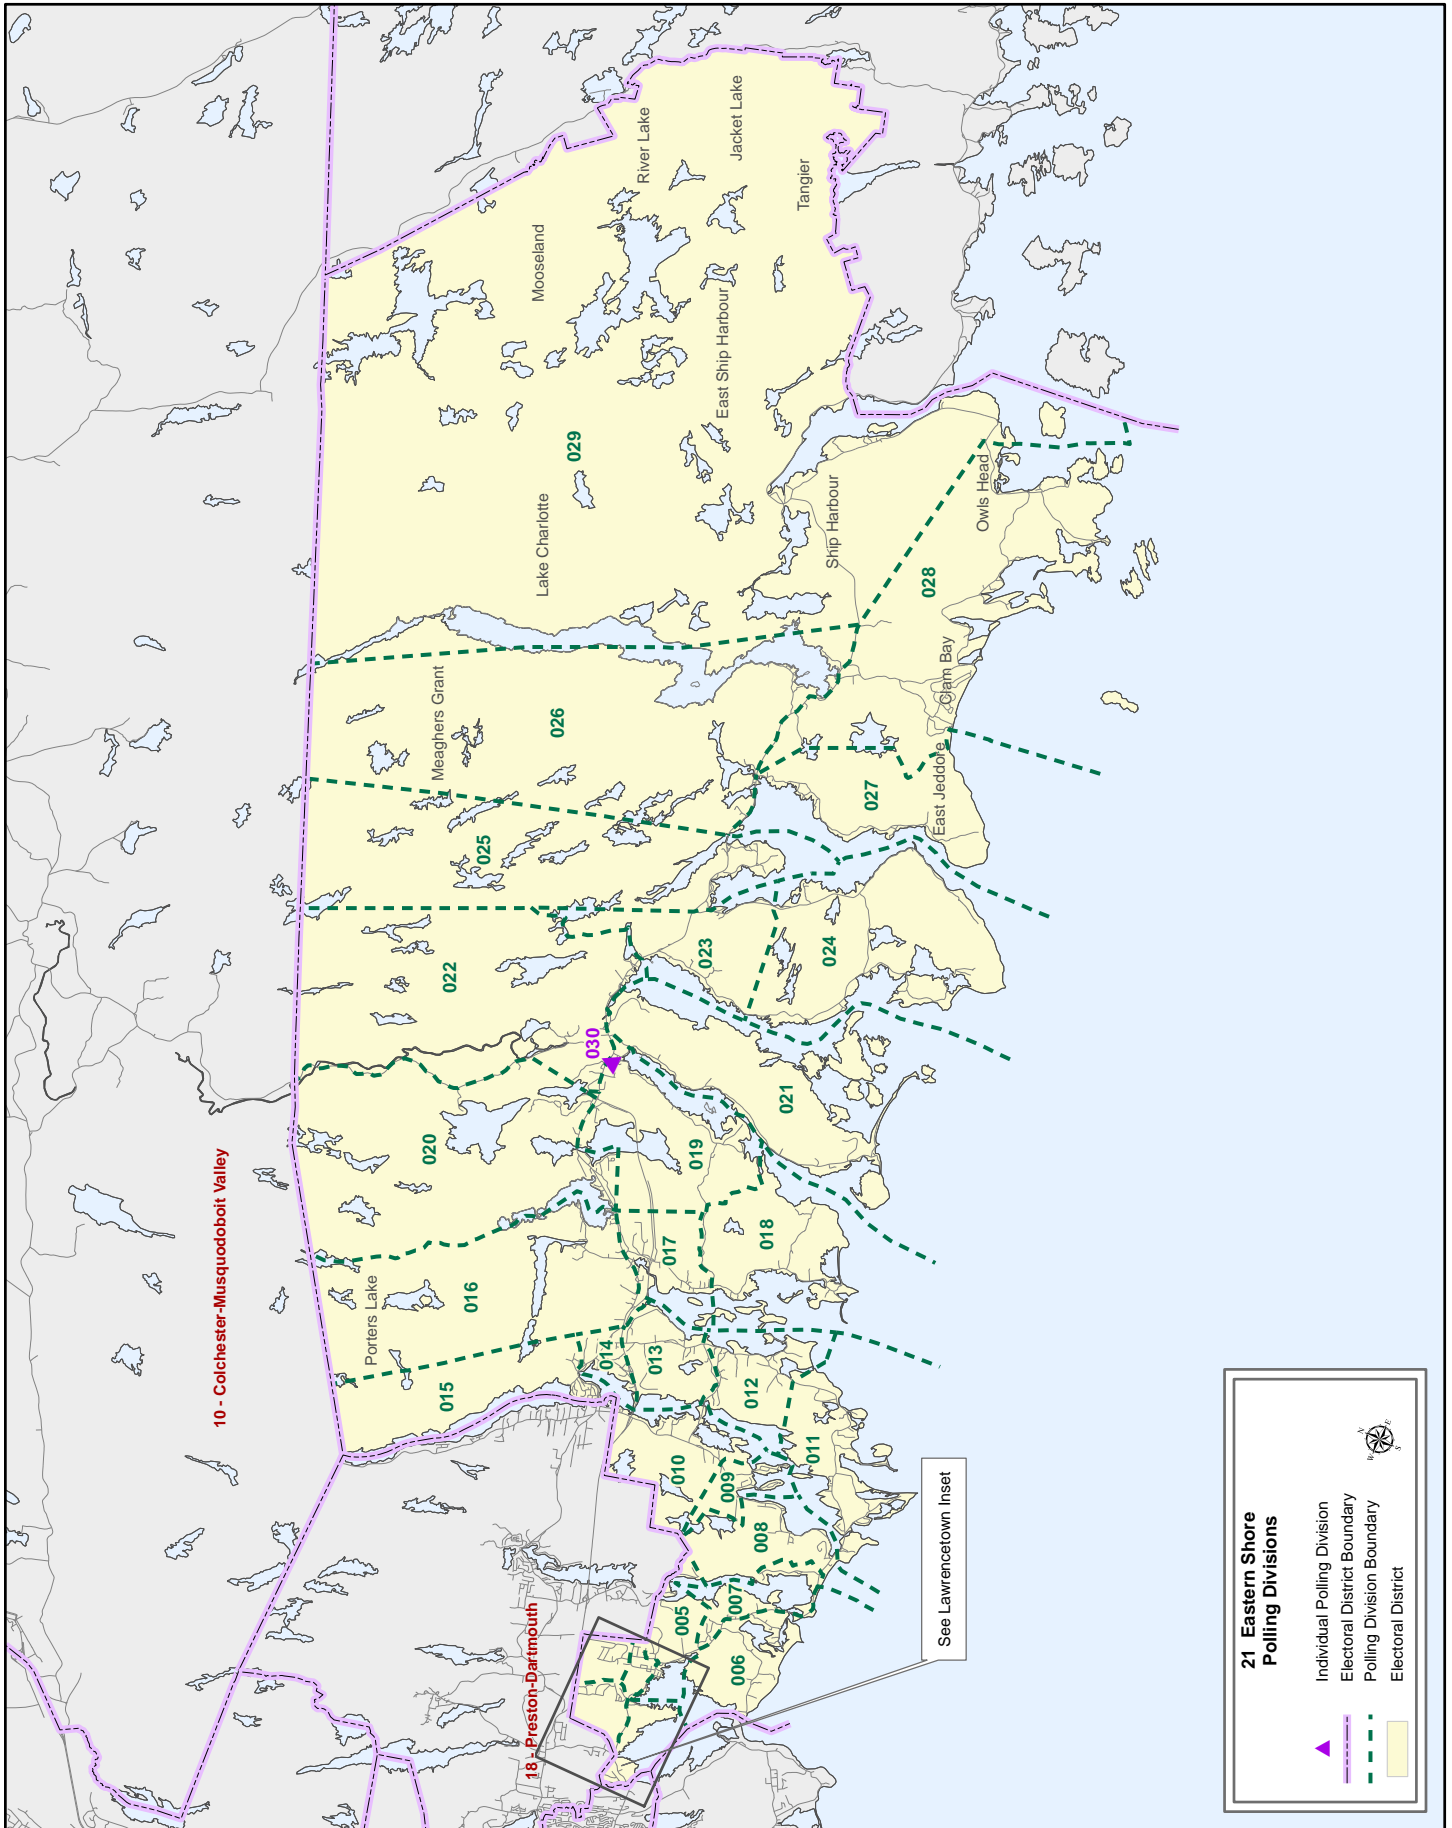 10 - Colchester-Musquodoboit Valley
18 - Preston-Dartmouth
Porters Lake
Meaghers Grant
Lake Charlotte
Mooseland
River Lake
Jacket Lake
Tangier
East Ship Harbour
Ship Harbour
Owls Head
Clam Bay
East Jeddore
005
006
007
008
009
010
011
012
013
014
015
016
017
018
019
020
021
022
023
024
025
026
027
028
029
030
See Lawrencetown Inset
21 Eastern Shore
Polling Divisions
Individual Polling Division
Electoral District Boundary
Polling Division Boundary
Electoral District
N
E
S
W